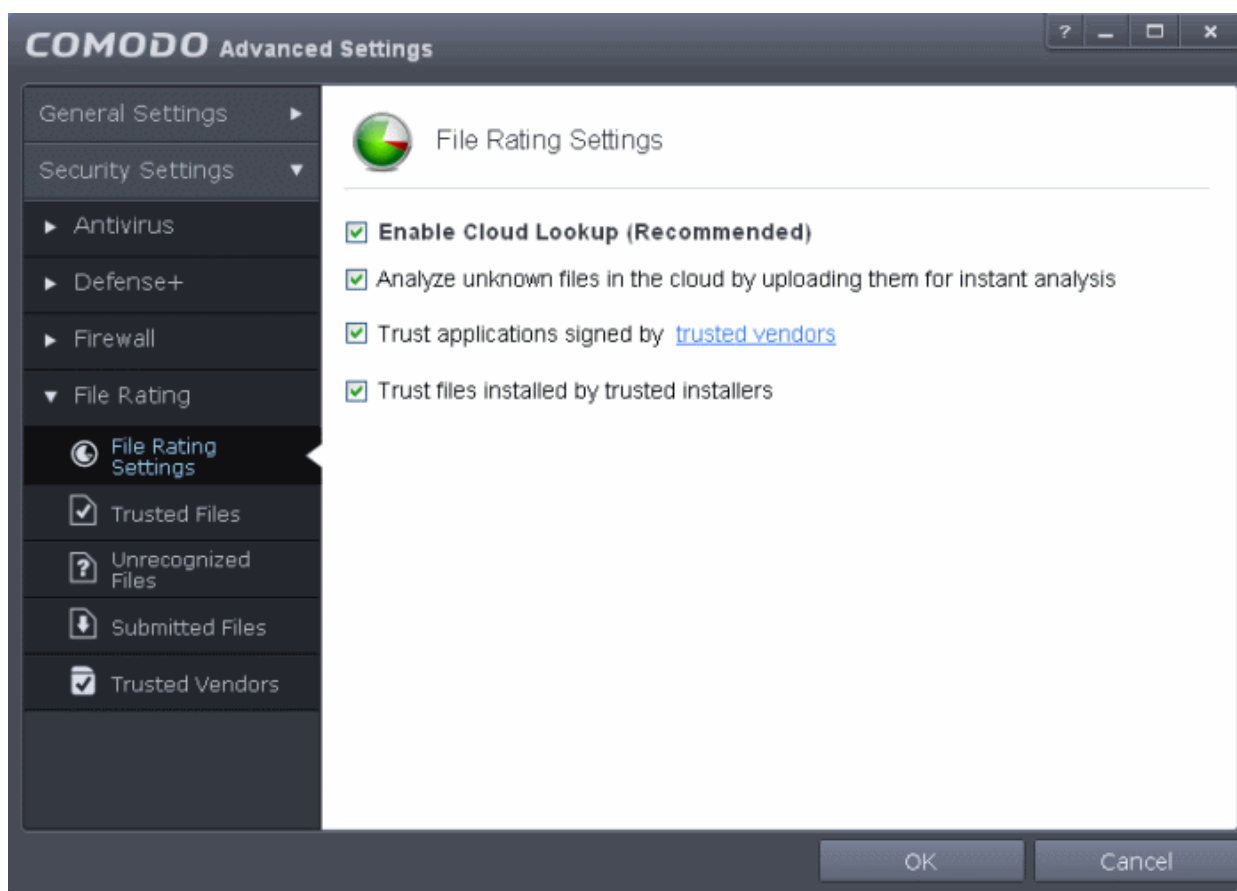 COMODO Advanced Settings
?
General Settings
Security Settings
Antivirus
Defense+
Firewall
File Rating
File Rating
Settings
Trusted Files
Unrecognized
Files
Submitted Files
Trusted Vendors
File Rating Settings
Enable Cloud Lookup (Recommended)
Analyze unknown files in the cloud by uploading them for instant analysis
Trust applications signed by trusted vendors
Trust files installed by trusted installers
OK
Cancel